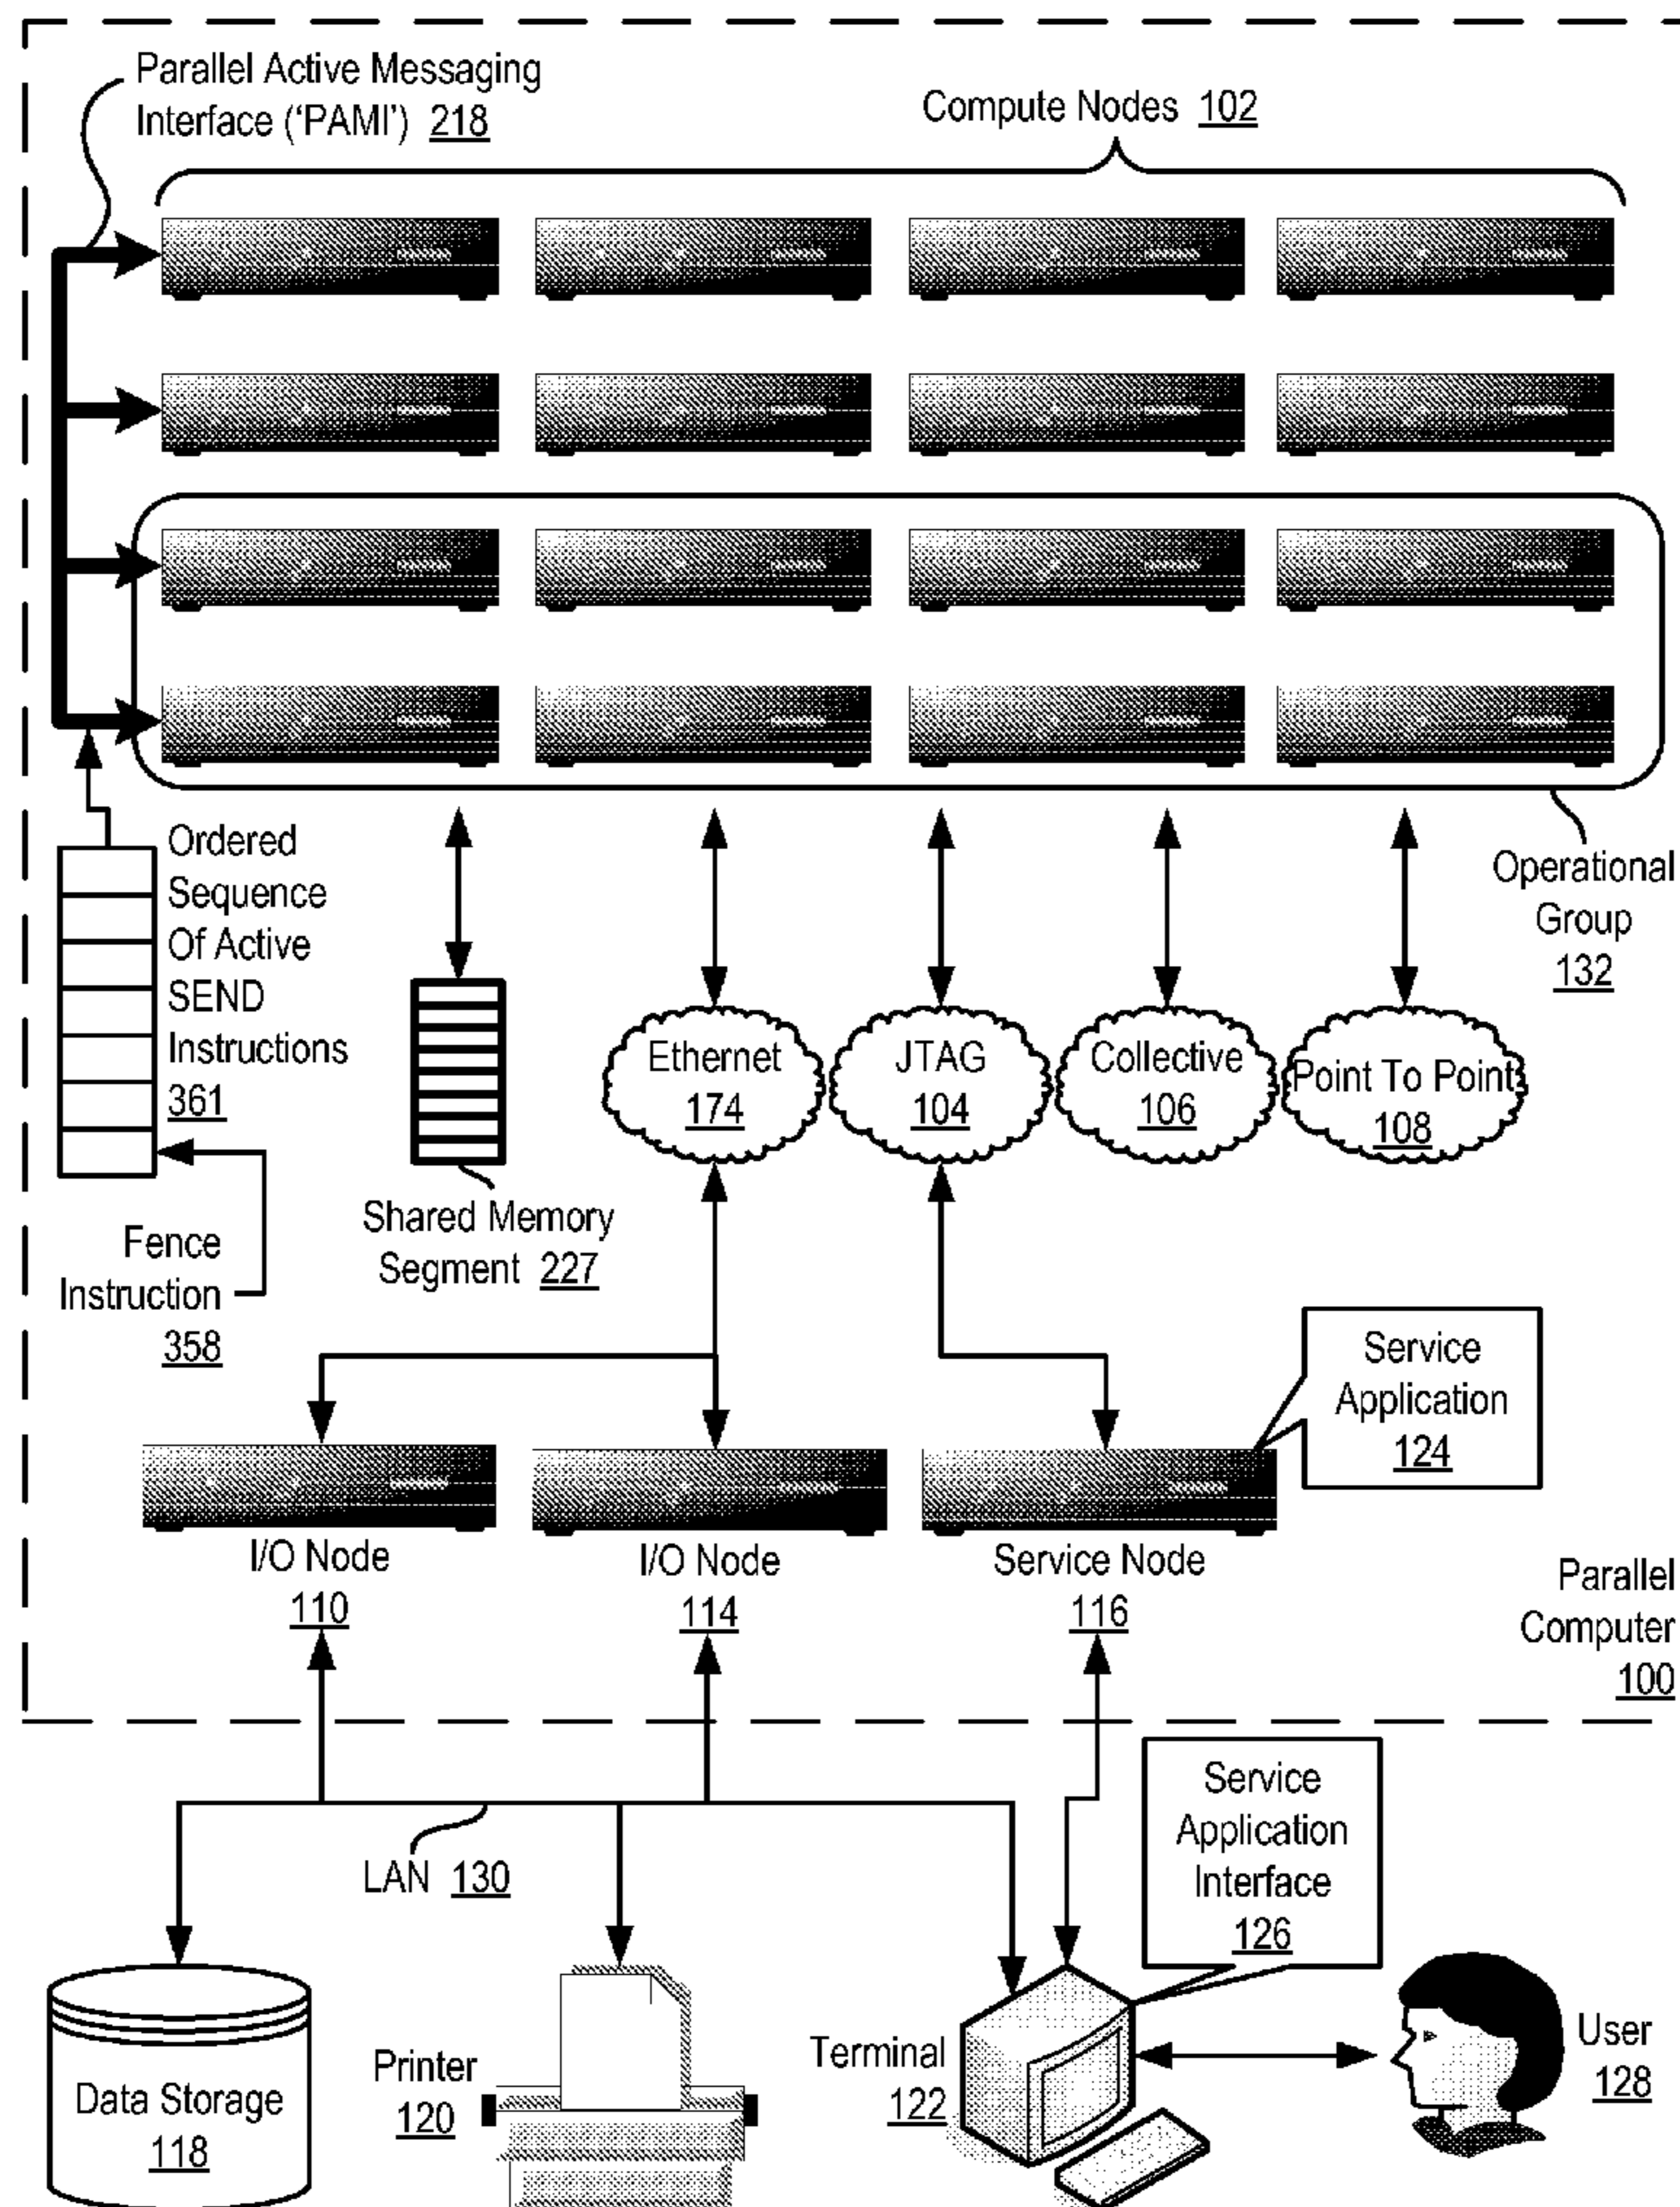 Parallel Active Messaging
Interface (‘PAMI’) 218
Compute Nodes 102
Ordered
Sequence
Of Active
SEND
Instructions
361
Operational
Group
132
Ethernet
174
JTAG
104
Collective
106
Point To Point
108
Shared Memory
Segment 227
Fence
Instruction
358
Service
Application
124
I/O Node
110
I/O Node
114
Service Node
116
Parallel
Computer
100
LAN 130
Service
Application
Interface
126
Data Storage
118
Printer
120
Terminal
122
User
128